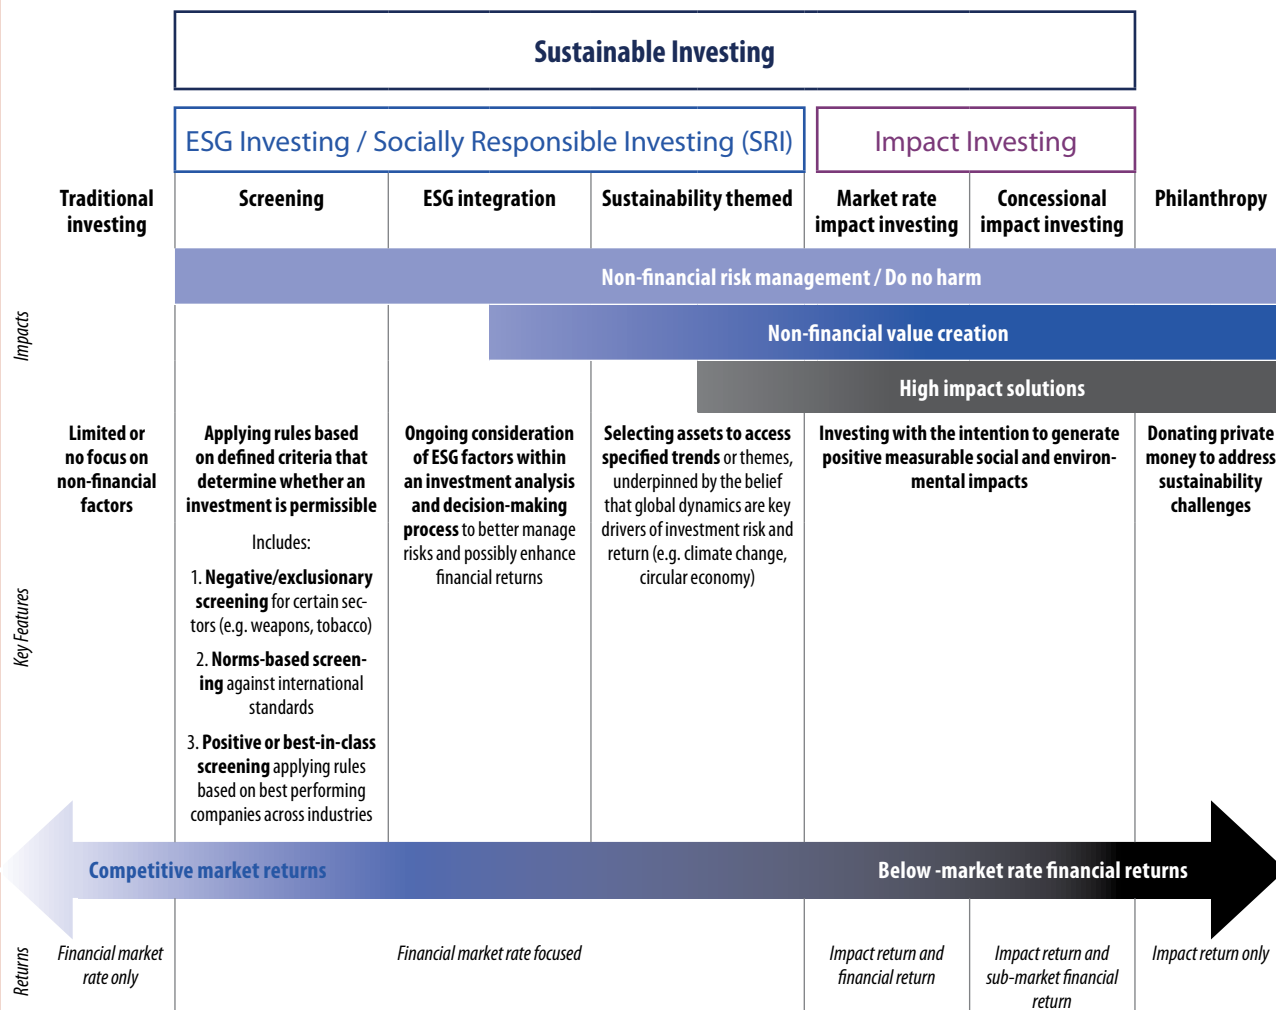 Sustainable Investing
ESG Investing / Socially Responsible Investing (SRI)
Impact Investing
Traditional
investing
Screening
ESG integration
Sustainability themed
Market rate
impact investing
Concessional
impact investing
Philanthropy
Impacts
Non-financial risk management / Do no harm
Non-financial value creation
High impact solutions
Key Features
Limited or
no focus on
non-financial
factors
Applying rules based
on defined criteria that
determine whether an
investment is permissible
Includes:
1. Negative/exclusionary
screening for certain sec-
tors (e.g. weapons, tobacco)
2. Norms-based screen-
ing against international
standards
3. Positive or best-in-class
screening applying rules
based on best performing
companies across industries
Ongoing consideration
of ESG factors within
an investment analysis
and decision-making
process to better manage
risks and possibly enhance
financial returns
Selecting assets to access
specified trends or themes,
underpinned by the belief
that global dynamics are key
drivers of investment risk and
return (e.g. climate change,
circular economy)
Investing with the intention to generate
positive measurable social and environ-
mental impacts
Donating private
money to address
sustainability
challenges
Competitive market returns
Below -market rate financial returns
Returns
Financial market
rate only
Financial market rate focused
Impact return and
financial return
Impact return and
sub-market financial
return
Impact return only